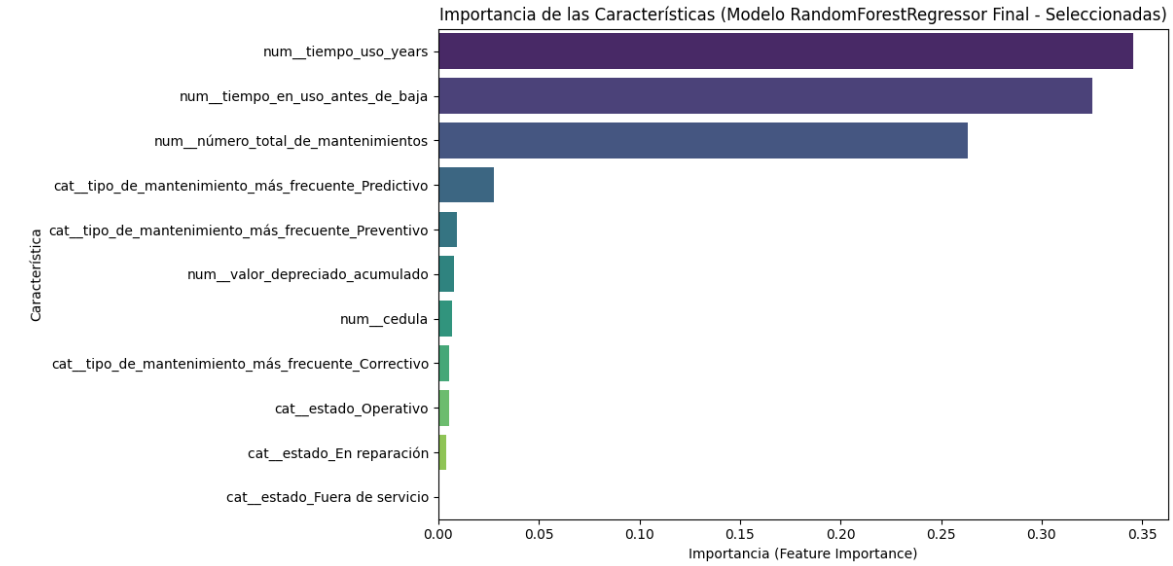 Importancia de las Características (Modelo RandomForestRegressor Final - Seleccionadas)
Característica
num__tiempo_uso_years
num__tiempo_en_uso_antes_de_baja
num__número_total_de_mantenimientos
cat__tipo_de_mantenimiento_más_frecuente_Predictivo
cat__tipo_de_mantenimiento_más_frecuente_Preventivo
num__valor_depreciado_acumulado
num__cedula
cat__tipo_de_mantenimiento_más_frecuente_Correctivo
cat__estado_Operativo
cat__estado_En reparación
cat__estado_Fuera de servicio
0.00 0.05 0.10 0.15 0.20 0.25 0.30 0.35
Importancia (Feature Importance)